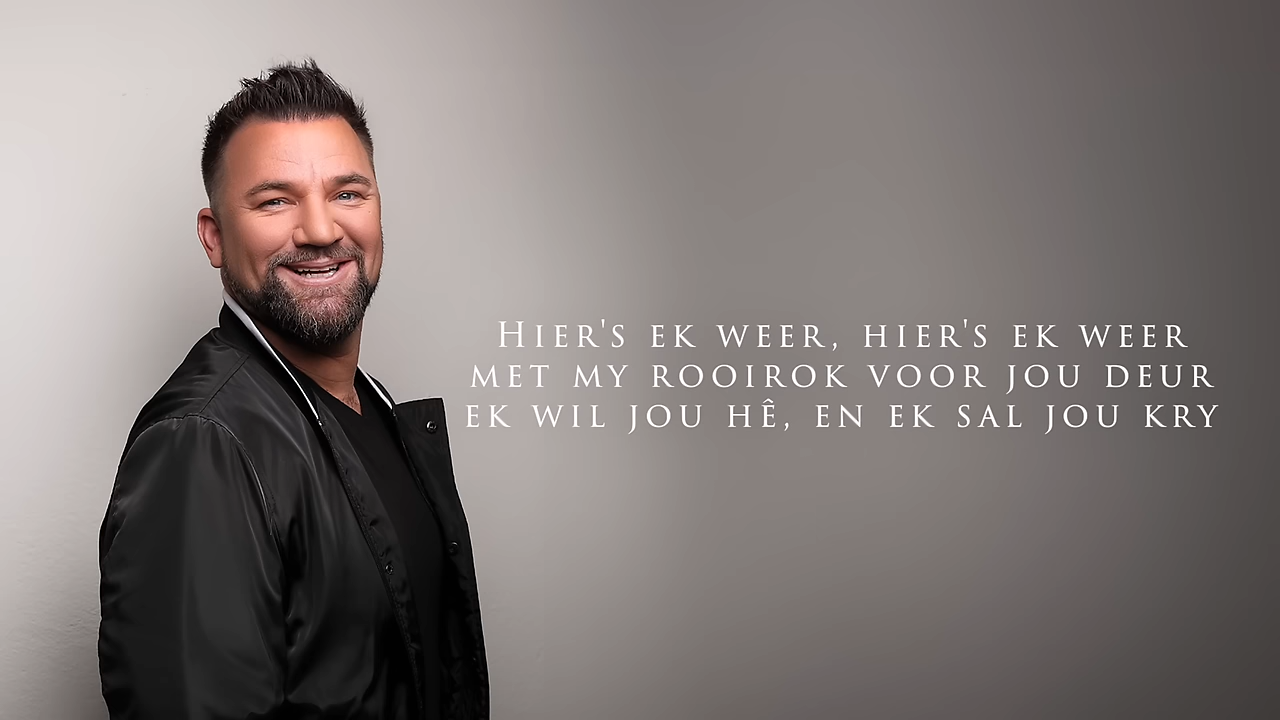 Hier's ek weer, hier's ek weer
met my rooirok voor jou deur
ek wil jou hê, en ek sal jou kry